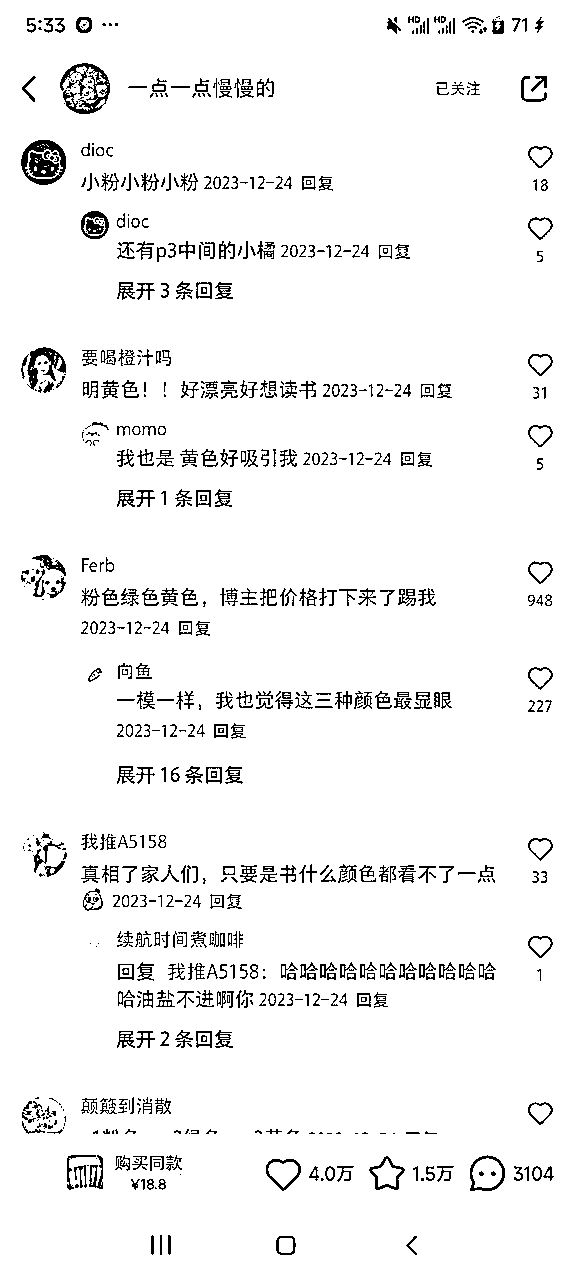 5:33 ··· HD HD 71
一点一点慢慢的 已关注
dioc
小粉小粉小粉 2023-12-24 回复
18
dioc
还有p3中间的小橘 2023-12-24 回复
5
展开 3 条回复
要喝橙汁吗
明黄色！！好漂亮好想读书 2023-12-24 回复
31
momo
我也是 黄色好吸引我 2023-12-24 回复
5
展开 1 条回复
Ferb
粉色绿色黄色，博主把价格打下来了踢我
948
2023-12-24 回复
向鱼
一模一样，我也觉得这三种颜色最显眼
227
2023-12-24 回复
展开 16 条回复
我推A5158
真相了家人们，只要是书什么颜色都看不了一点
33
2023-12-24 回复
续航时间煮咖啡
回复 我推A5158：哈哈哈哈哈哈哈哈哈哈哈
1
哈油盐不进啊你 2023-12-24 回复
展开 2 条回复
颠簸到消散
购买同款
¥18.8
4.0万 1.5万 3104